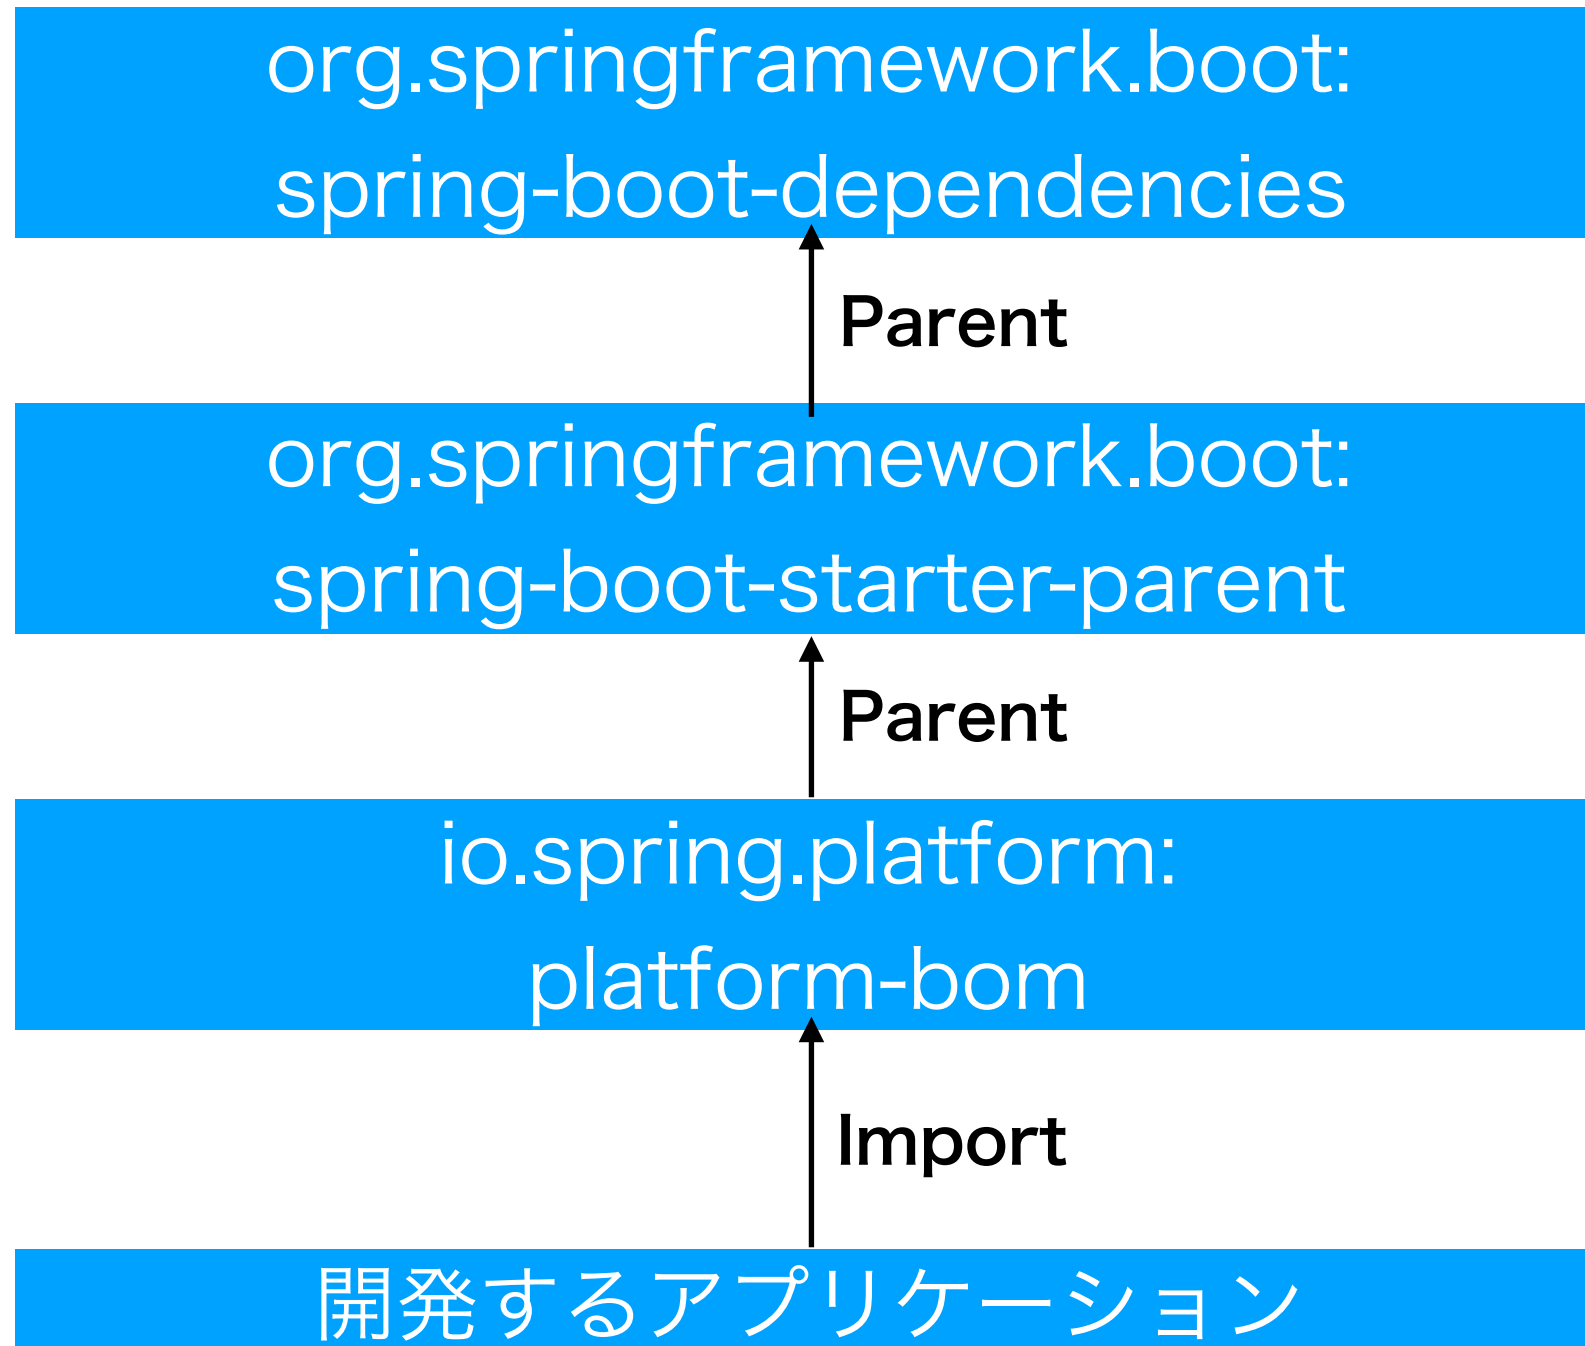 org.springframework.boot:
spring-boot-dependencies
Parent
org.springframework.boot:
spring-boot-starter-parent
Parent
io.spring.platform:
platform-bom
Import
開発するアプリケーション